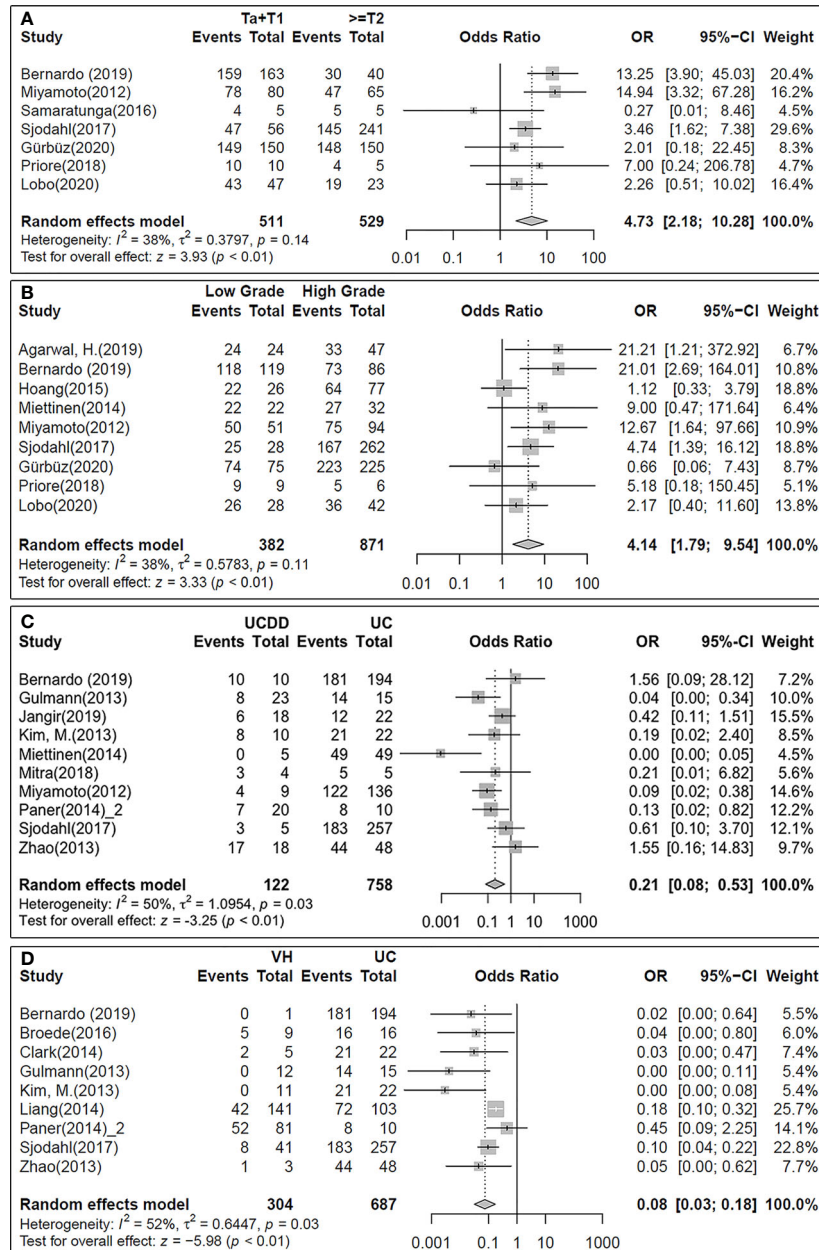 A
Ta+T1 >=T2
Study Events Total Events Total Odds Ratio OR 95%−CI Weight
Bernardo (2019) 159 163 30 40 13.25 [3.90; 45.03] 20.4%
Miyamoto(2012) 78 80 47 65 14.94 [3.32; 67.28] 16.2%
Samaratunga(2016) 4 5 5 5 0.27 [0.01; 8.46] 4.5%
Sjodahl(2017) 47 56 145 241 3.46 [1.62; 7.38] 29.6%
Gürbüz(2020) 149 150 148 150 2.01 [0.18; 22.45] 8.3%
Priore(2018) 10 10 4 5 7.00 [0.24; 206.78] 4.7%
Lobo(2020) 43 47 19 23 2.26 [0.51; 10.02] 16.4%
Random effects model 511 529 4.73 [2.18; 10.28] 100.0%
Heterogeneity: I² = 38%, τ² = 0.3797, p = 0.14
Test for overall effect: z = 3.93 (p < 0.01)
0.01 0.1 1 10 100
B
Low Grade High Grade
Study Events Total Events Total Odds Ratio OR 95%−CI Weight
Agarwal, H.(2019) 24 24 33 47 21.21 [1.21; 372.92] 6.7%
Bernardo (2019) 118 119 73 86 21.01 [2.69; 164.01] 10.8%
Hoang(2015) 22 26 64 77 1.12 [0.33; 3.79] 18.8%
Miettinen(2014) 22 22 27 32 9.00 [0.47; 171.64] 6.4%
Miyamoto(2012) 50 51 75 94 12.67 [1.64; 97.66] 10.9%
Sjodahl(2017) 25 28 167 262 4.74 [1.39; 16.12] 18.8%
Gürbüz(2020) 74 75 223 225 0.66 [0.06; 7.43] 8.7%
Priore(2018) 9 9 5 6 5.18 [0.18; 150.45] 5.1%
Lobo(2020) 26 28 36 42 2.17 [0.40; 11.60] 13.8%
Random effects model 382 871 4.14 [1.79; 9.54] 100.0%
Heterogeneity: I² = 38%, τ² = 0.5783, p = 0.11
Test for overall effect: z = 3.33 (p < 0.01)
0.01 0.1 1 10 100
C
UCDD UC
Study Events Total Events Total Odds Ratio OR 95%-CI Weight
Bernardo (2019) 10 10 181 194 1.56 [0.09; 28.12] 7.2%
Gulmann(2013) 8 23 14 15 0.04 [0.00; 0.34] 10.0%
Jangir(2019) 6 18 12 22 0.42 [0.11; 1.51] 15.5%
Kim, M.(2013) 8 10 21 22 0.19 [0.02; 2.40] 8.5%
Miettinen(2014) 0 5 49 49 0.00 [0.00; 0.05] 4.5%
Mitra(2018) 3 4 5 5 0.21 [0.01; 6.82] 5.6%
Miyamoto(2012) 4 9 122 136 0.09 [0.02; 0.38] 14.6%
Paner(2014)_2 7 20 8 10 0.13 [0.02; 0.82] 12.2%
Sjodahl(2017) 3 5 183 257 0.61 [0.10; 3.70] 12.1%
Zhao(2013) 17 18 44 48 1.55 [0.16; 14.83] 9.7%
Random effects model 122 758 0.21 [0.08; 0.53] 100.0%
Heterogeneity: I² = 50%, τ² = 1.0954, p = 0.03
Test for overall effect: z = -3.25 (p < 0.01)
0.001 0.1 1 10 1000
D
VH UC
Study Events Total Events Total Odds Ratio OR 95%−CI Weight
Bernardo (2019) 0 1 181 194 0.02 [0.00; 0.64] 5.5%
Broede(2016) 5 9 16 16 0.04 [0.00; 0.80] 6.0%
Clark(2014) 2 5 21 22 0.03 [0.00; 0.47] 7.4%
Gulmann(2013) 0 12 14 15 0.00 [0.00; 0.11] 5.4%
Kim, M.(2013) 0 11 21 22 0.00 [0.00; 0.08] 5.4%
Liang(2014) 42 141 72 103 0.18 [0.10; 0.32] 25.7%
Paner(2014)_2 52 81 8 10 0.45 [0.09; 2.25] 14.1%
Sjodahl(2017) 8 41 183 257 0.10 [0.04; 0.22] 22.8%
Zhao(2013) 1 3 44 48 0.05 [0.00; 0.62] 7.7%
Random effects model 304 687 0.08 [0.03; 0.18] 100.0%
Heterogeneity: I² = 52%, τ² = 0.6447, p = 0.03
Test for overall effect: z = −5.98 (p < 0.01)
0.001 0.1 1 10 1000